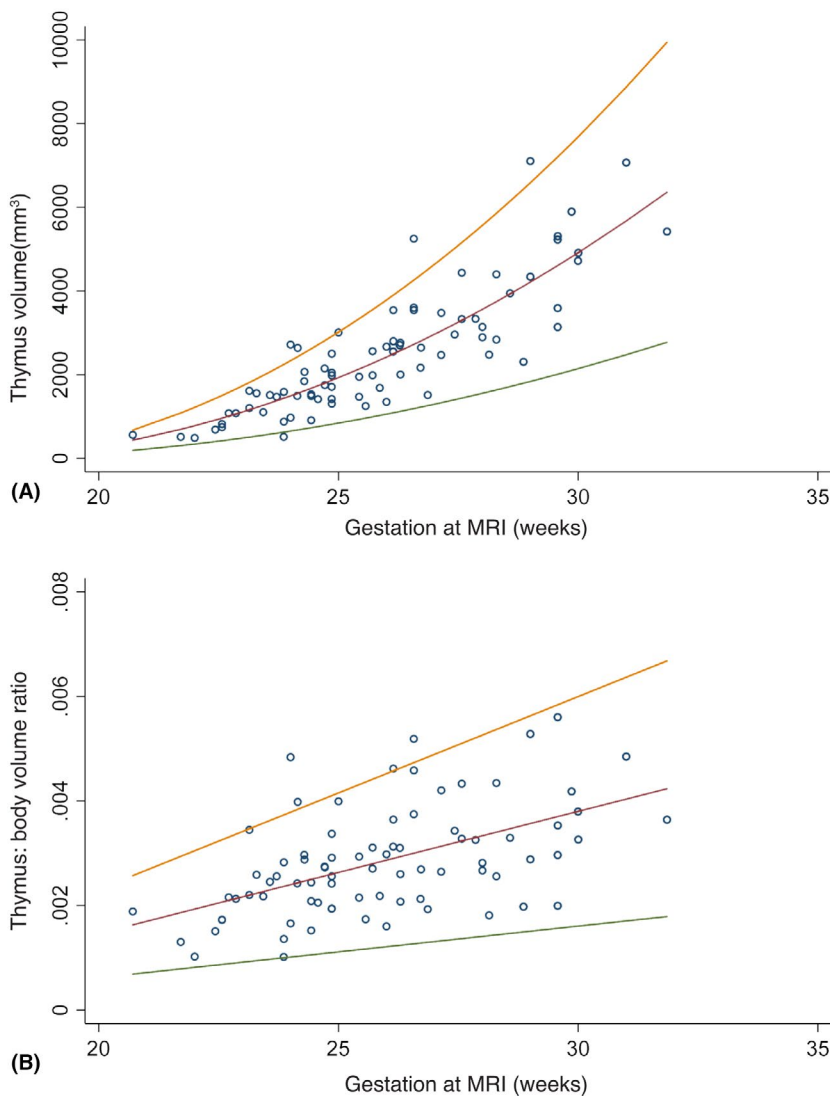 10000
8000
6000
4000
2000
0
Thymus volume(mm³)
20 25 30 35
(A)
Gestation at MRI (weeks)
.008
.006
.004
.002
0
Thymus: body volume ratio
20 25 30 35
(B)
Gestation at MRI (weeks)